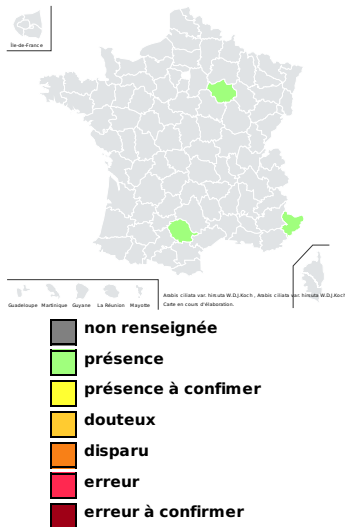 Île-de-France
Guadeloupe Martinique Guyane La Réunion Mayotte
Arabis ciliata var. hirsuta W.D.J.Koch , Arabis ciliata var. hirsuta W.D.J.Koch
Carte en cours d'élaboration.
non renseignée
présence
présence à confimer
douteux
disparu
erreur
erreur à confirmer